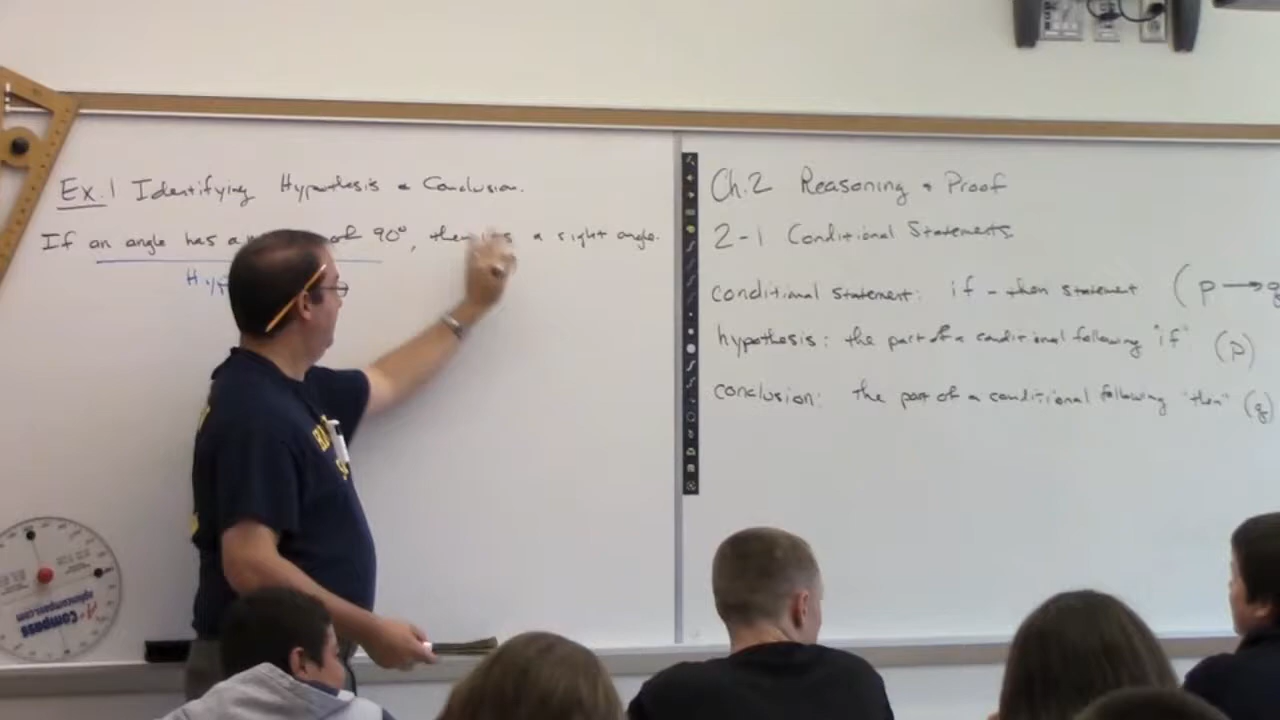 Ex.1 Identifying Hypothesis & Conclusion.
If an angle has a of 90°, then a right angle.
Hyp
Ch.2 Reasoning & Proof
2-1 Conditional Statements
conditional statement: if-then statement (p → q
hypothesis: the part of a conditional following "if" (p)
conclusion: the part of a conditional following "then" (q)
Compass